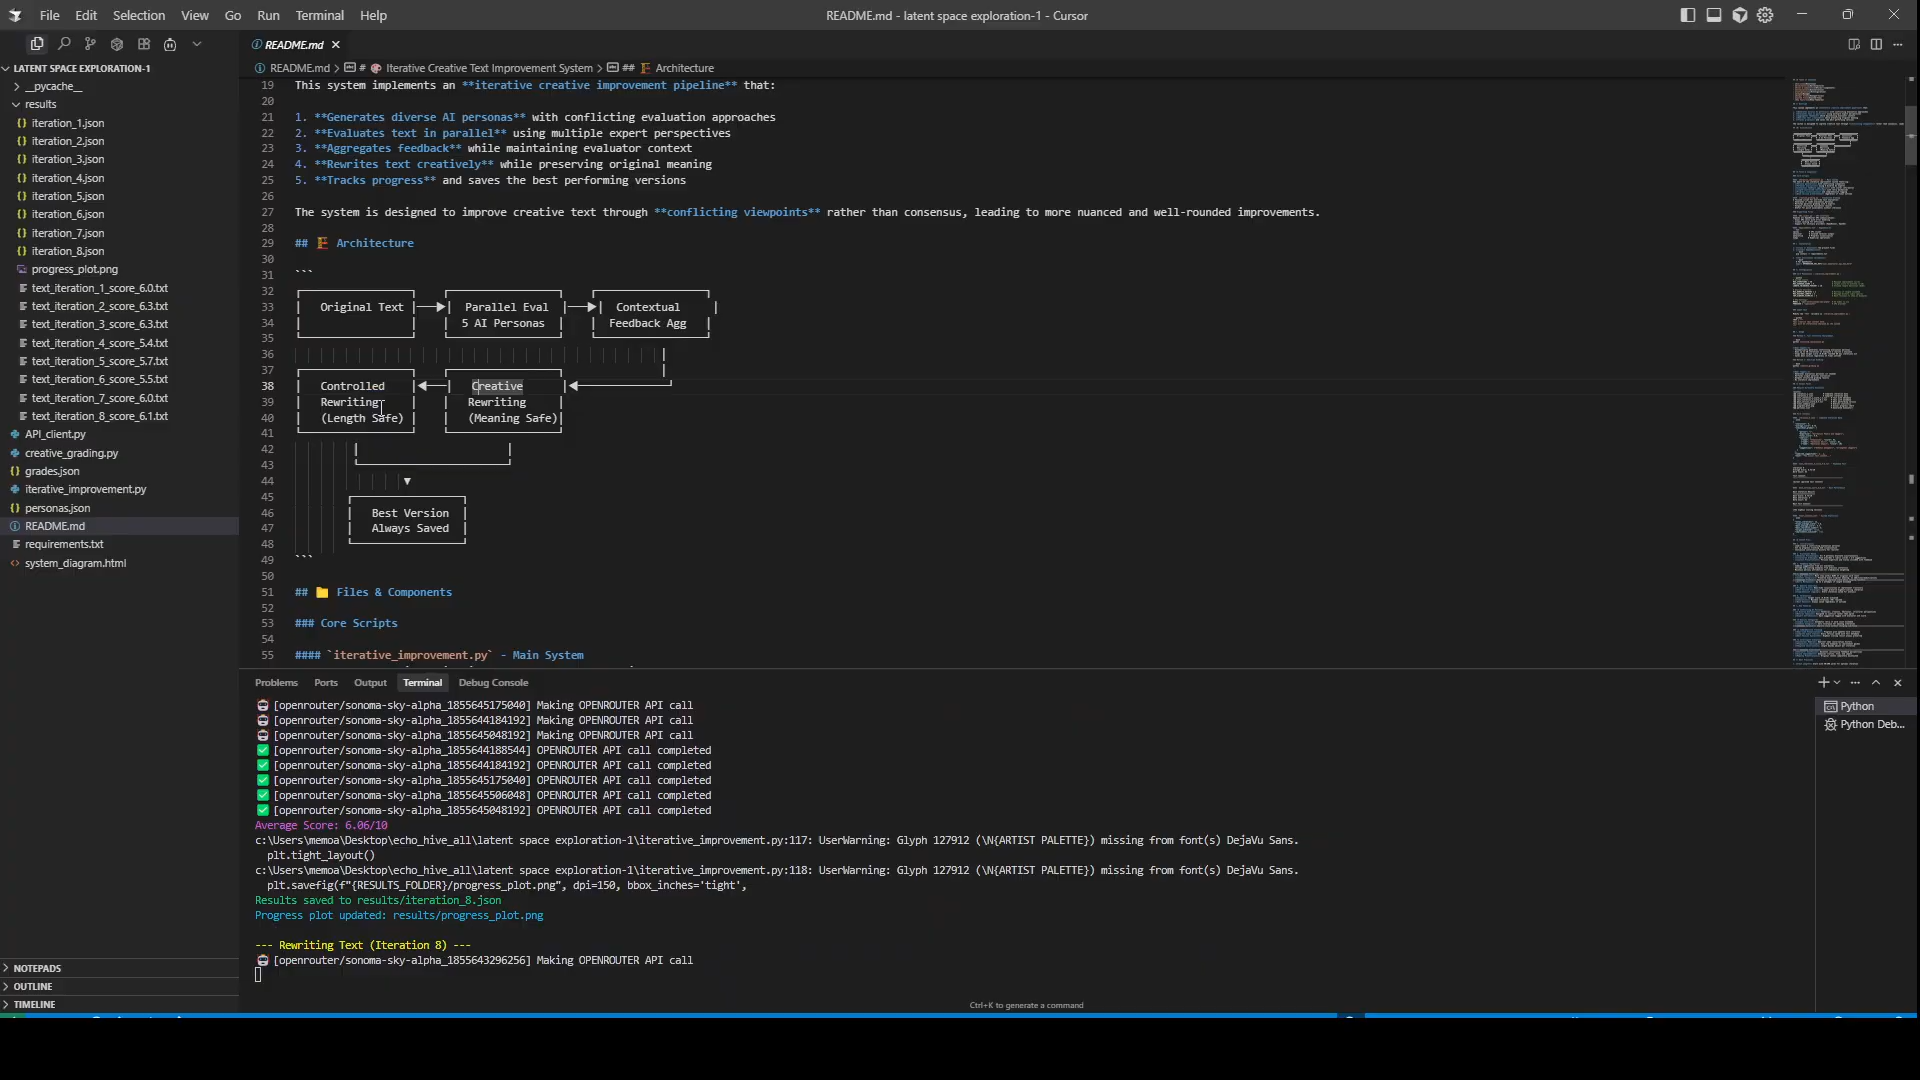 File Edit Selection View Go Run Terminal Help
README.md - latent space exploration-1 - Cursor
LATENT SPACE EXPLORATION-1
__pycache__
results
iteration_1.json
iteration_2.json
iteration_3.json
iteration_4.json
iteration_5.json
iteration_6.json
iteration_7.json
iteration_8.json
progress_plot.png
text_iteration_1_score_6.0.txt
text_iteration_2_score_6.3.txt
text_iteration_3_score_6.3.txt
text_iteration_4_score_5.4.txt
text_iteration_5_score_5.7.txt
text_iteration_6_score_5.5.txt
text_iteration_7_score_6.0.txt
text_iteration_8_score_6.1.txt
API_client.py
creative_grading.py
grades.json
iterative_improvement.py
personas.json
README.md
requirements.txt
system_diagram.html
NOTEPADS
OUTLINE
TIMELINE
README.md
README.md > # Iterative Creative Text Improvement System > ## Architecture
19 This system implements an **iterative creative improvement pipeline** that:
20
21 1. **Generates diverse AI personas** with conflicting evaluation approaches
22 2. **Evaluates text in parallel** using multiple expert perspectives
23 3. **Aggregates feedback** while maintaining evaluator context
24 4. **Rewrites text creatively** while preserving original meaning
25 5. **Tracks progress** and saves the best performing versions
26
27 The system is designed to improve creative text through **conflicting viewpoints** rather than consensus, leading to more nuanced and well-rounded improvements.
28
29 ## Architecture
30
31 ```
32
33 Original Text Parallel Eval Contextual
34 5 AI Personas Feedback Agg
35
36
37
38 Controlled Creative
39 Rewriting Rewriting
40 (Length Safe) (Meaning Safe)
41
42
43
44 ▼
45
46 Best Version
47 Always Saved
48
49 ```
50
51 ## Files & Components
52
53 ### Core Scripts
54
55 #### `iterative_improvement.py` - Main System
Problems Ports Output Terminal Debug Console
[openrouter/sonoma-sky-alpha_1855645175040] Making OPENROUTER API call
[openrouter/sonoma-sky-alpha_1855644184192] Making OPENROUTER API call
[openrouter/sonoma-sky-alpha_1855645048192] Making OPENROUTER API call
[openrouter/sonoma-sky-alpha_1855644188544] OPENROUTER API call completed
[openrouter/sonoma-sky-alpha_1855644184192] OPENROUTER API call completed
[openrouter/sonoma-sky-alpha_1855645175040] OPENROUTER API call completed
[openrouter/sonoma-sky-alpha_1855645506048] OPENROUTER API call completed
[openrouter/sonoma-sky-alpha_1855645048192] OPENROUTER API call completed
Average Score: 6.06/10
c:\Users\memoa\Desktop\echo_hive_all\latent space exploration-1\iterative_improvement.py:117: UserWarning: Glyph 127912 (\N{ARTIST PALETTE}) missing from font(s) DejaVu Sans.
plt.tight_layout()
c:\Users\memoa\Desktop\echo_hive_all\latent space exploration-1\iterative_improvement.py:118: UserWarning: Glyph 127912 (\N{ARTIST PALETTE}) missing from font(s) DejaVu Sans.
plt.savefig(f"{RESULTS_FOLDER}/progress_plot.png", dpi=150, bbox_inches='tight',
Results saved to results/iteration_8.json
Progress plot updated: results/progress_plot.png
--- Rewriting Text (Iteration 8) ---
[openrouter/sonoma-sky-alpha_1855643296256] Making OPENROUTER API call
Ctrl+K to generate a command
Python
Python Deb...